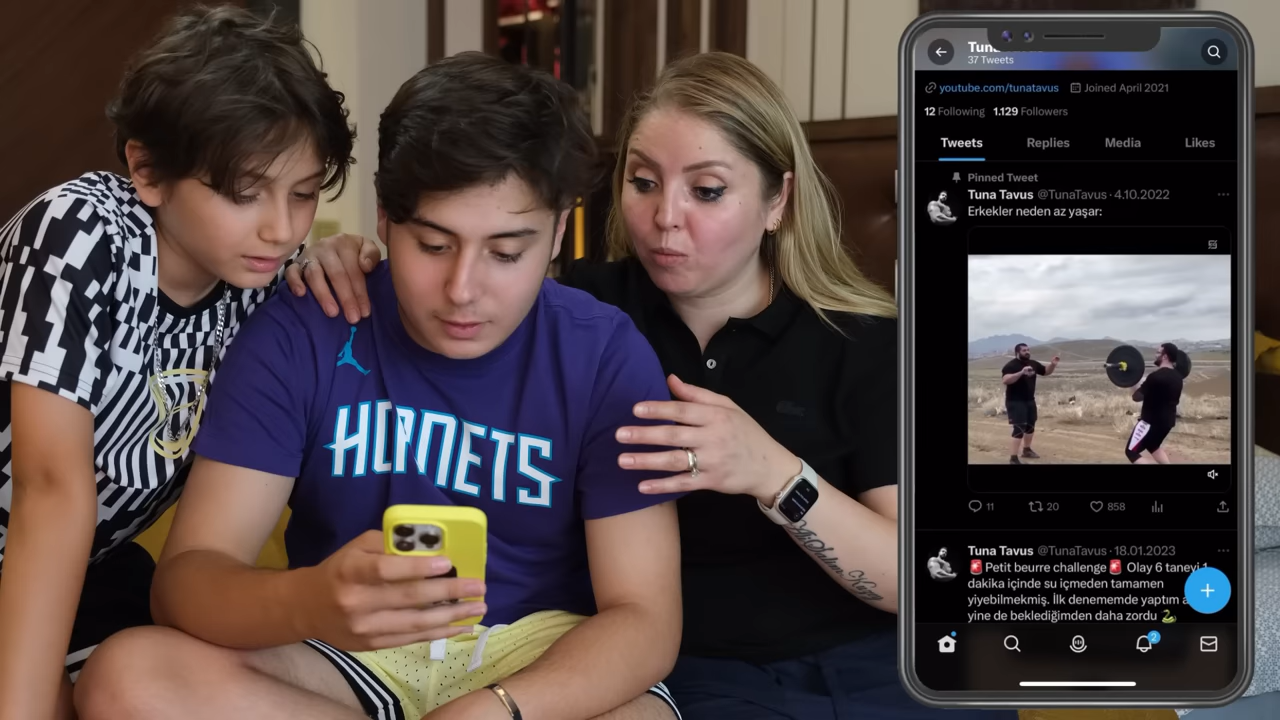 HORNETS
Tuna
37 Tweets
youtube.com/tunatavus Joined April 2021
12 Following 1.129 Followers
Tweets Replies Media Likes
Pinned Tweet
Tuna Tavus @TunaTavus · 4.10.2022
Erkekler neden az yaşar:
11 20 858
Tuna Tavus @TunaTavus · 18.01.2023
🚨Petit beurre challenge🚨 Olay 6 taneyi 1
dakika içinde su içmeden tamamen
yiyebilmekmiş. İlk denememde yaptım
yine de beklediğimden daha zordu 🐍
2